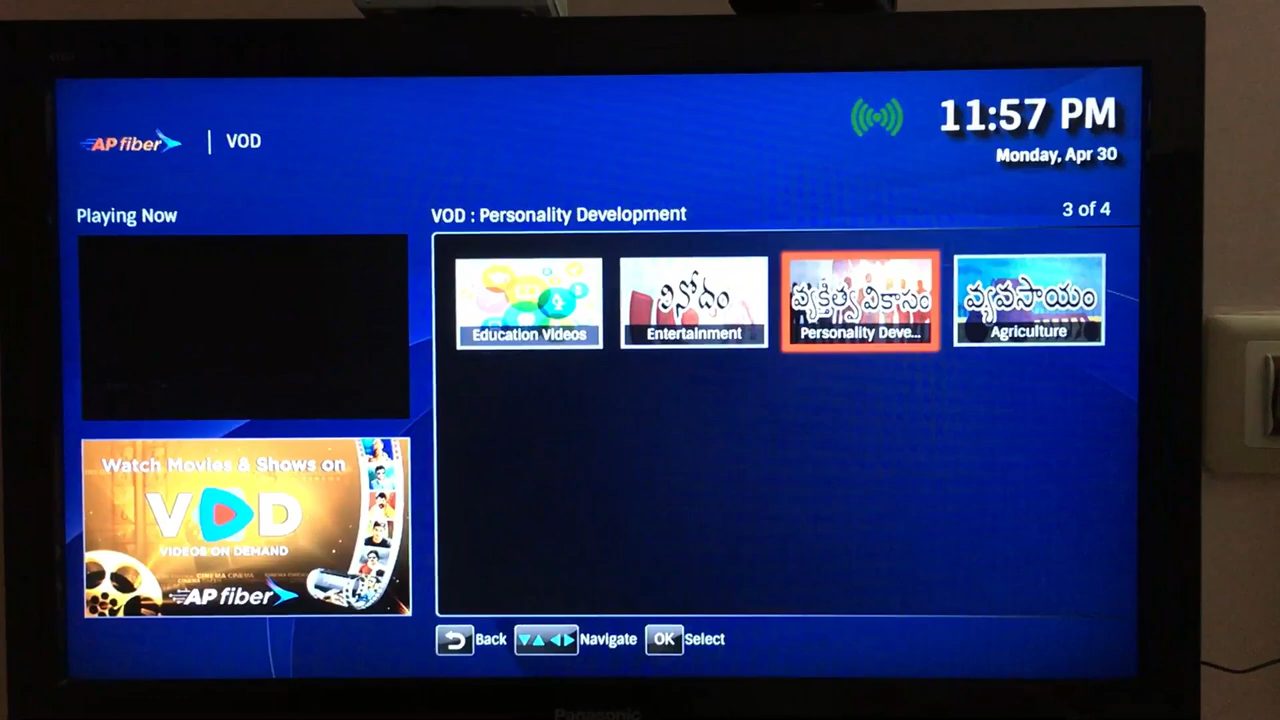 AP fiber | VOD
11:57 PM
Monday, Apr 30
Playing Now
VOD : Personality Development
3 of 4
Education Videos
వినోదం
Entertainment
వ్యక్తిత్వ వికాసం
Personality Deve...
వ్యవసాయం
Agriculture
Watch Movies & Shows on
VOD
VIDEOS ON DEMAND
AP fiber
Back
Navigate
OK Select
Panasonic